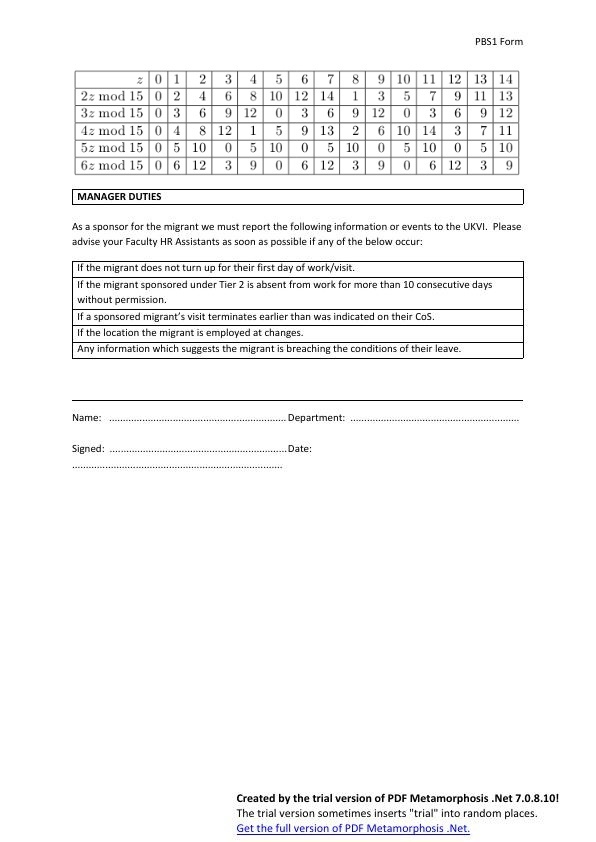 PBS1 Form
z 0 1 2 3 4 5 6 7 8 9 10 11 12 13 14
2z mod 15 0 2 4 6 8 10 12 14 1 3 5 7 9 11 13
3z mod 15 0 3 6 9 12 0 3 6 9 12 0 3 6 9 12
4z mod 15 0 4 8 12 1 5 9 13 2 6 10 14 3 7 11
5z mod 15 0 5 10 0 5 10 0 5 10 0 5 10 0 5 10
6z mod 15 0 6 12 3 9 0 6 12 3 9 0 6 12 3 9
MANAGER DUTIES
As a sponsor for the migrant we must report the following information or events to the UKVI. Please
advise your Faculty HR Assistants as soon as possible if any of the below occur:
If the migrant does not turn up for their first day of work/visit.
If the migrant sponsored under Tier 2 is absent from work for more than 10 consecutive days
without permission.
If a sponsored migrant's visit terminates earlier than was indicated on their CoS.
If the location the migrant is employed at changes.
Any information which suggests the migrant is breaching the conditions of their leave.
Name: ................................................................ Department: .............................................................
Signed: ................................................................ Date:
............................................................................
Created by the trial version of PDF Metamorphosis .Net 7.0.8.10!
The trial version sometimes inserts "trial" into random places.
Get the full version of PDF Metamorphosis .Net.